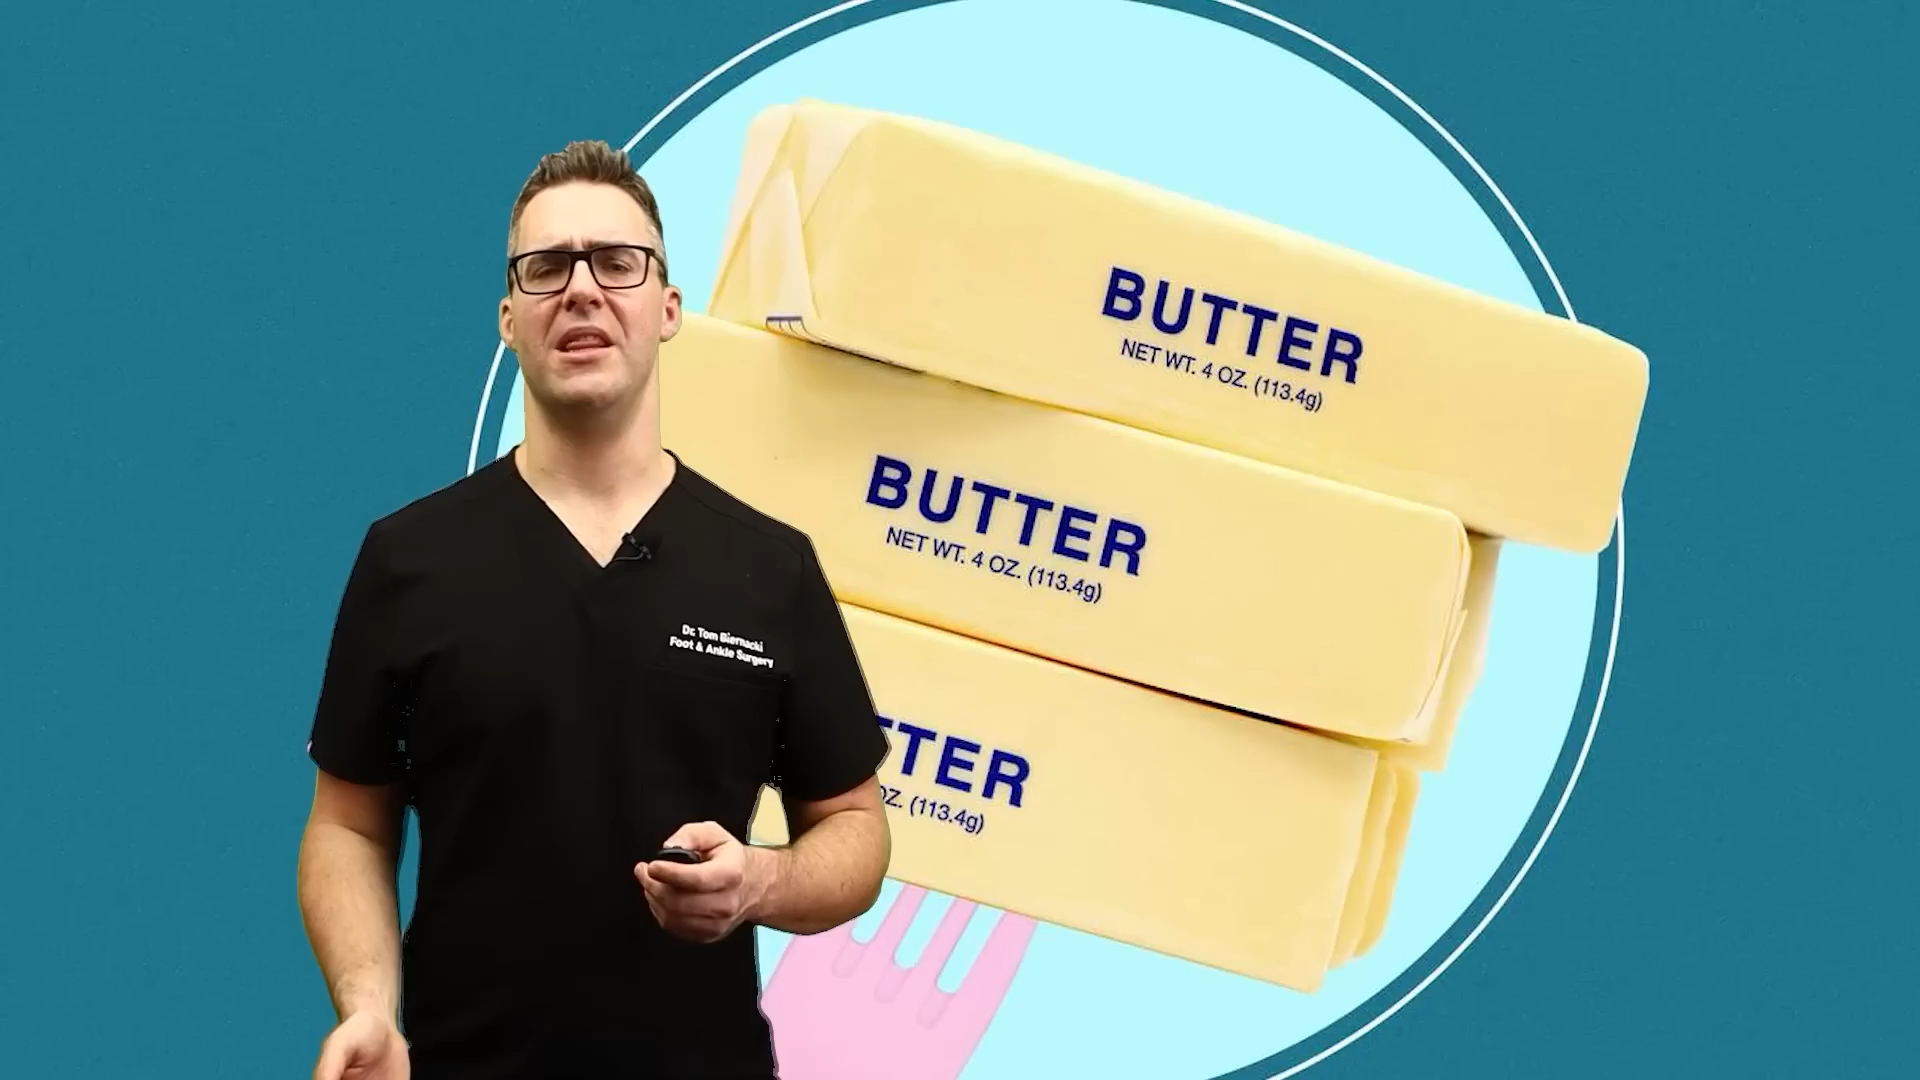 BUTTER
NET WT. 4 OZ. (113.4g)
BUTTER
NET WT. 4 OZ. (113.4g)
TTER
OZ. (113.4g)
Dr. Tom Biernacki
Foot & Ankle Surgery